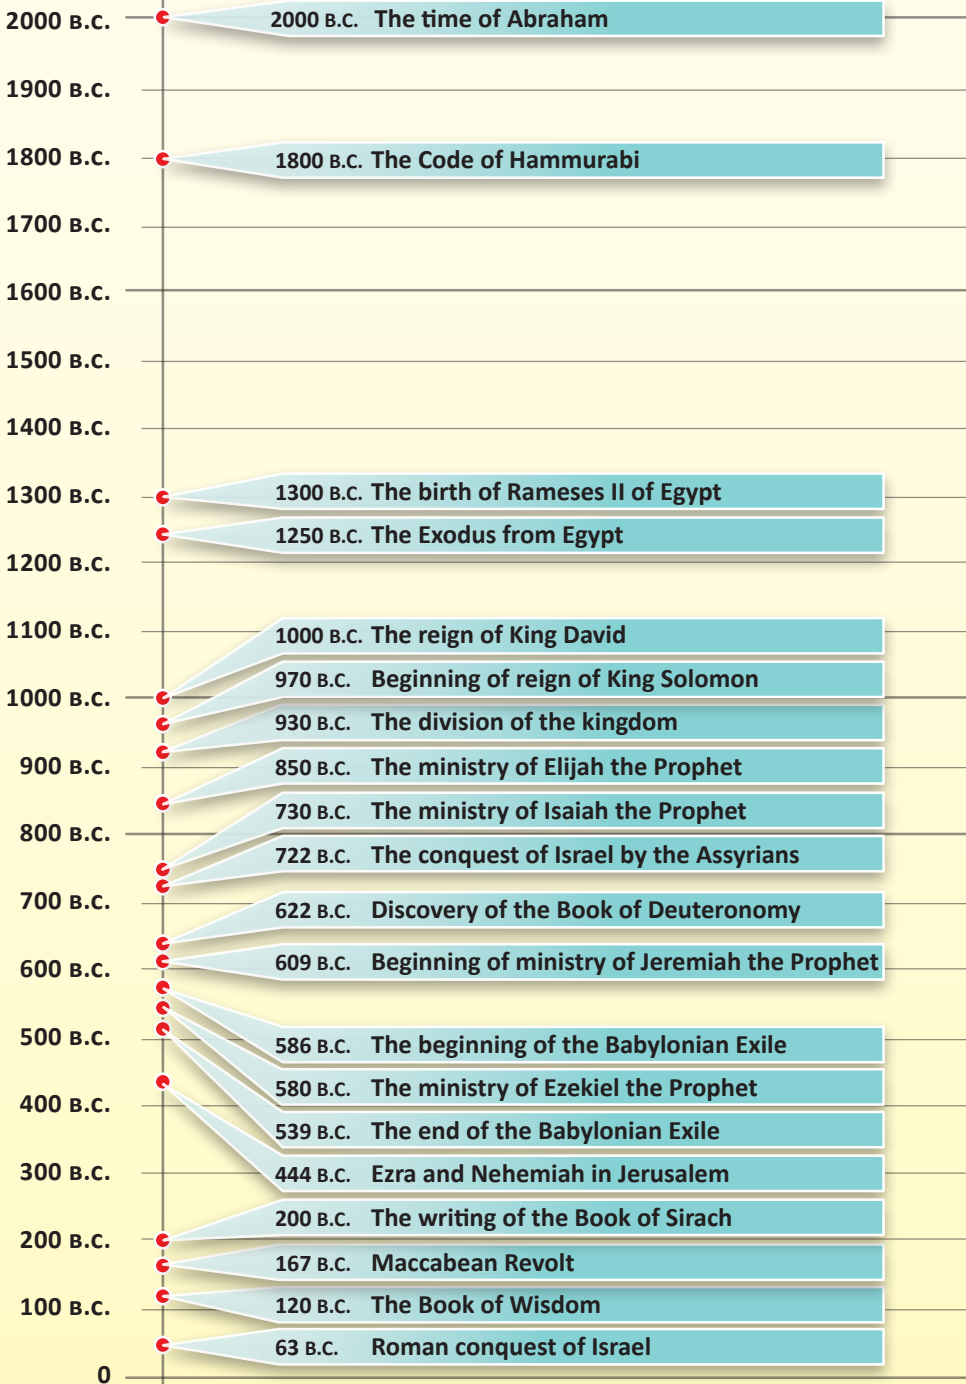 2000 B.C.
2000 B.C. The time of Abraham
1900 B.C.
1800 B.C.
1800 B.C. The Code of Hammurabi
1700 B.C.
1600 B.C.
1500 B.C.
1400 B.C.
1300 B.C.
1300 B.C. The birth of Rameses II of Egypt
1250 B.C. The Exodus from Egypt
1200 B.C.
1100 B.C.
1000 B.C. The reign of King David
970 B.C. Beginning of reign of King Solomon
1000 B.C.
930 B.C. The division of the kingdom
900 B.C.
850 B.C. The ministry of Elijah the Prophet
730 B.C. The ministry of Isaiah the Prophet
800 B.C.
722 B.C. The conquest of Israel by the Assyrians
700 B.C.
622 B.C. Discovery of the Book of Deuteronomy
609 B.C. Beginning of ministry of Jeremiah the Prophet
600 B.C.
500 B.C.
586 B.C. The beginning of the Babylonian Exile
580 B.C. The ministry of Ezekiel the Prophet
400 B.C.
539 B.C. The end of the Babylonian Exile
300 B.C.
444 B.C. Ezra and Nehemiah in Jerusalem
200 B.C. The writing of the Book of Sirach
200 B.C.
167 B.C. Maccabean Revolt
120 B.C. The Book of Wisdom
100 B.C.
63 B.C. Roman conquest of Israel
0